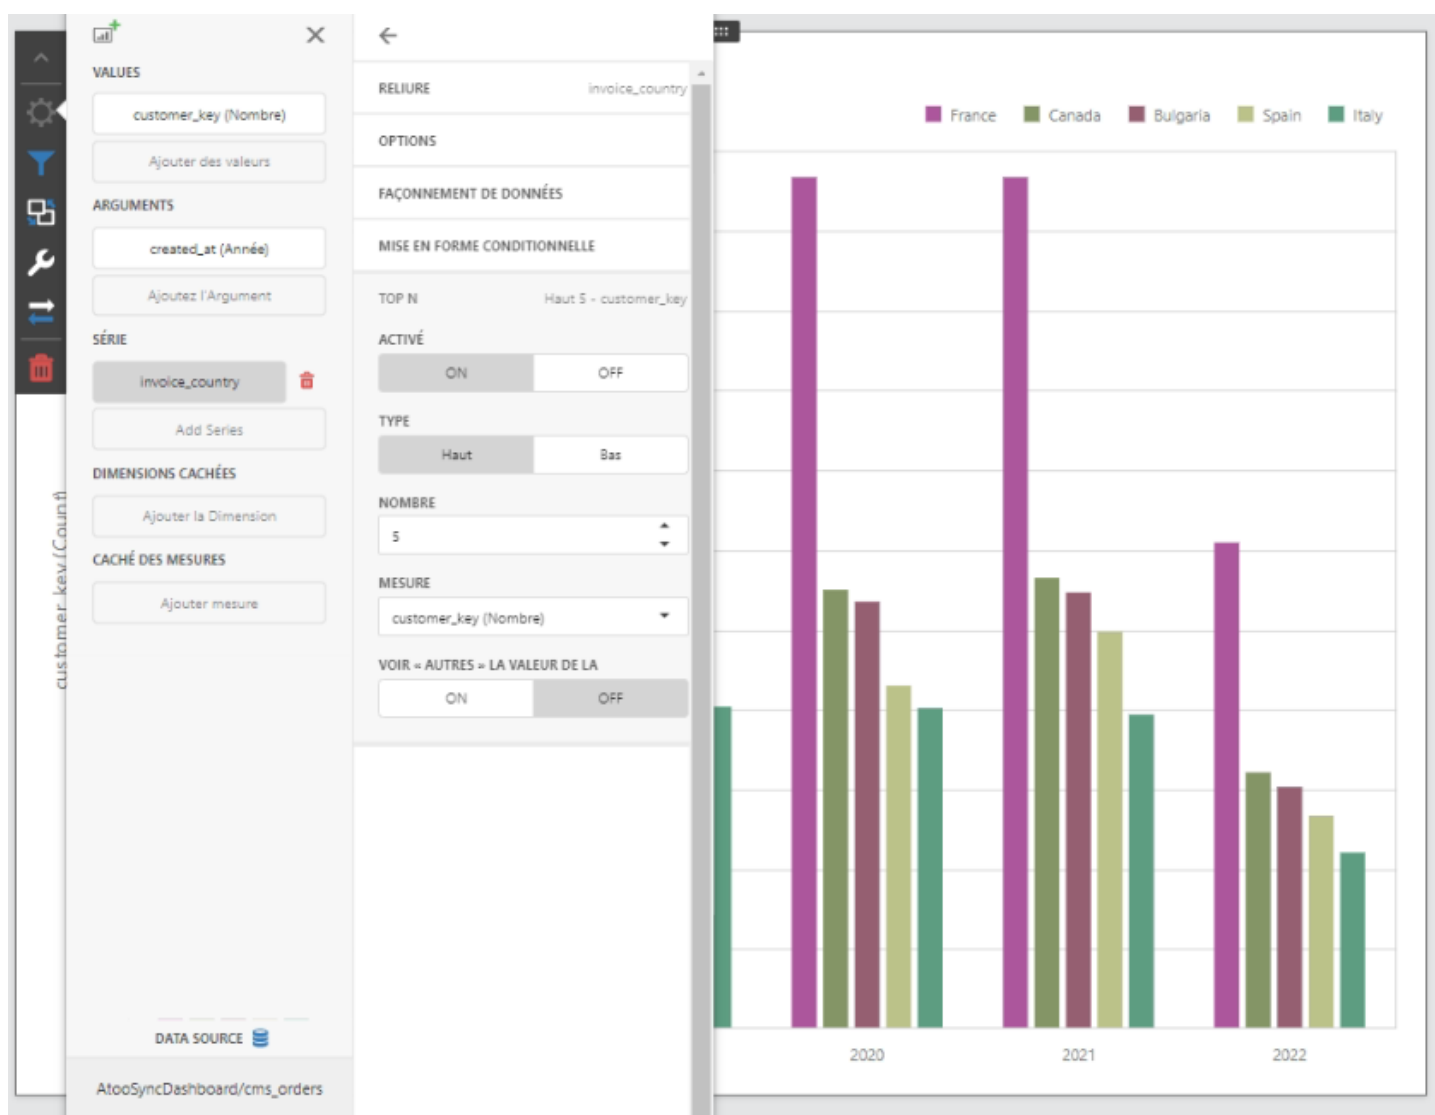 VALUES
customer_key (Nombre)
Ajouter des valeurs
ARGUMENTS
created_at (Année)
Ajoutez l'Argument
SÉRIE
invoice_country
Add Series
DIMENSIONS CACHÉES
Ajouter la Dimension
CACHÉ DES MESURES
Ajouter mesure
DATA SOURCE
AtooSyncDashboard/cms_orders
RELIURE invoice_country
OPTIONS
FAÇONNEMENT DE DONNÉES
MISE EN FORME CONDITIONNELLE
TOP N Haut 5 - customer_key
ACTIVÉ
ON OFF
TYPE
Haut Bas
NOMBRE
5
MESURE
customer_key (Nombre)
VOIR « AUTRES » LA VALEUR DE LA
ON OFF
customer_key (Count)
France Canada Bulgaria Spain Italy
2020 2021 2022